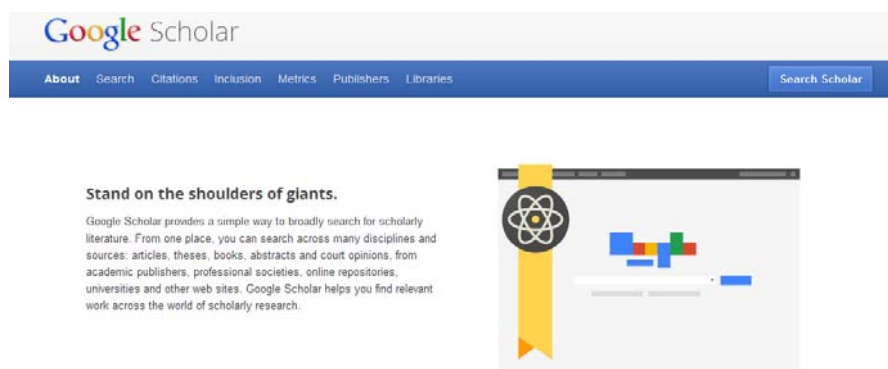 Google Scholar
About Search Citations Inclusion Metrics Publishers Libraries Search Scholar
Stand on the shoulders of giants.
Google Scholar provides a simple way to broadly search for scholarly
literature. From one place, you can search across many disciplines and
sources: articles, theses, books, abstracts and court opinions, from
academic publishers, professional societies, online repositories,
universities and other web sites. Google Scholar helps you find relevant
work across the world of scholarly research.